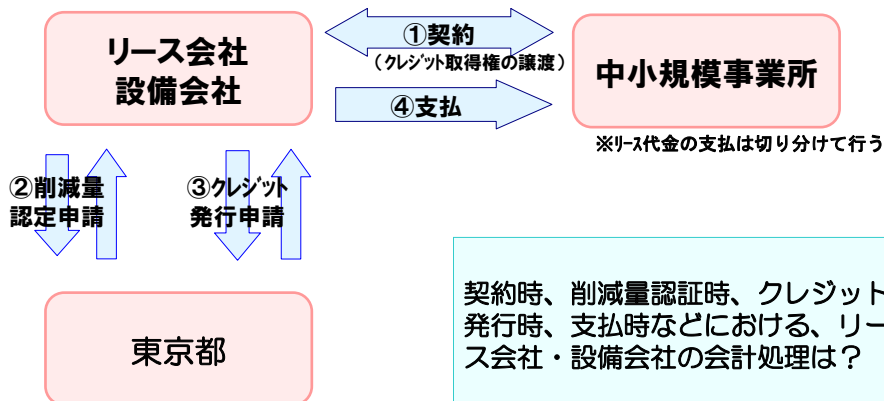 リース会社
設備会社
①契約
(クレジット取得権の譲渡)
④支払
中小規模事業所
※リース代金の支払は切り分けて行う
②削減量
認定申請
③クレジット
発行申請
東京都
契約時、削減量認証時、クレジット
発行時、支払時などにおける、リー
ス会社・設備会社の会計処理は？